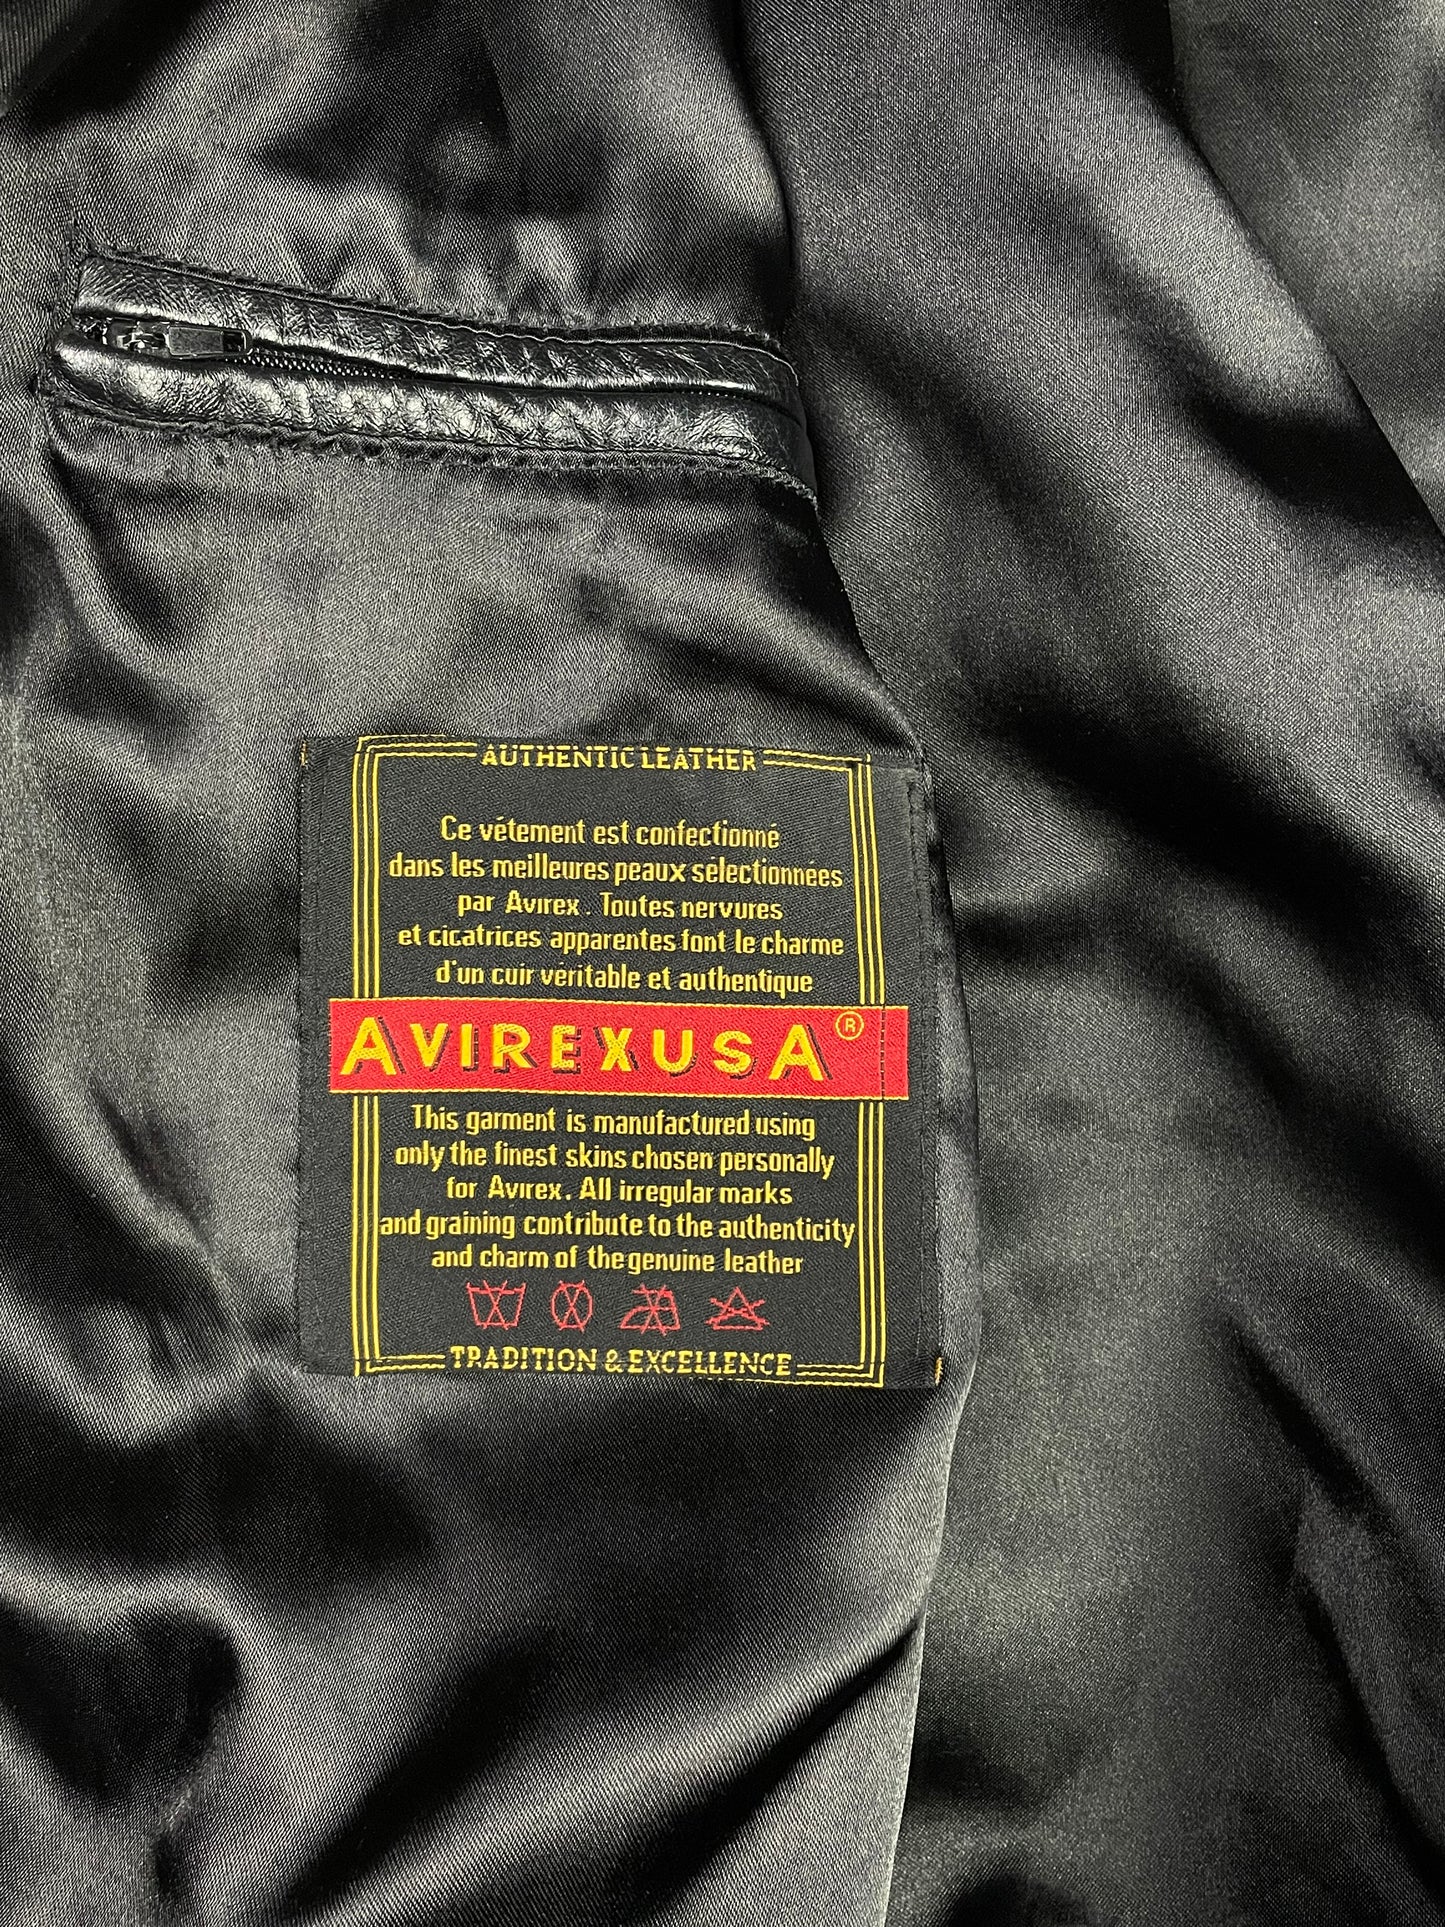 AUTHENTIC LEATHER
Ce vétement est confectionné
dans les meilleures peaux sélectionnées
par Avirex. Toutes nervures
et cicatrices apparentes font le charme
d'un cuir véritable et authentique
AVIREX USA ®
This garment is manufactured using
only the finest skins chosen personally
for Avirex. All irregular marks
and graining contribute to the authenticity
and charm of the genuine leather
TRADITION & EXCELLENCE